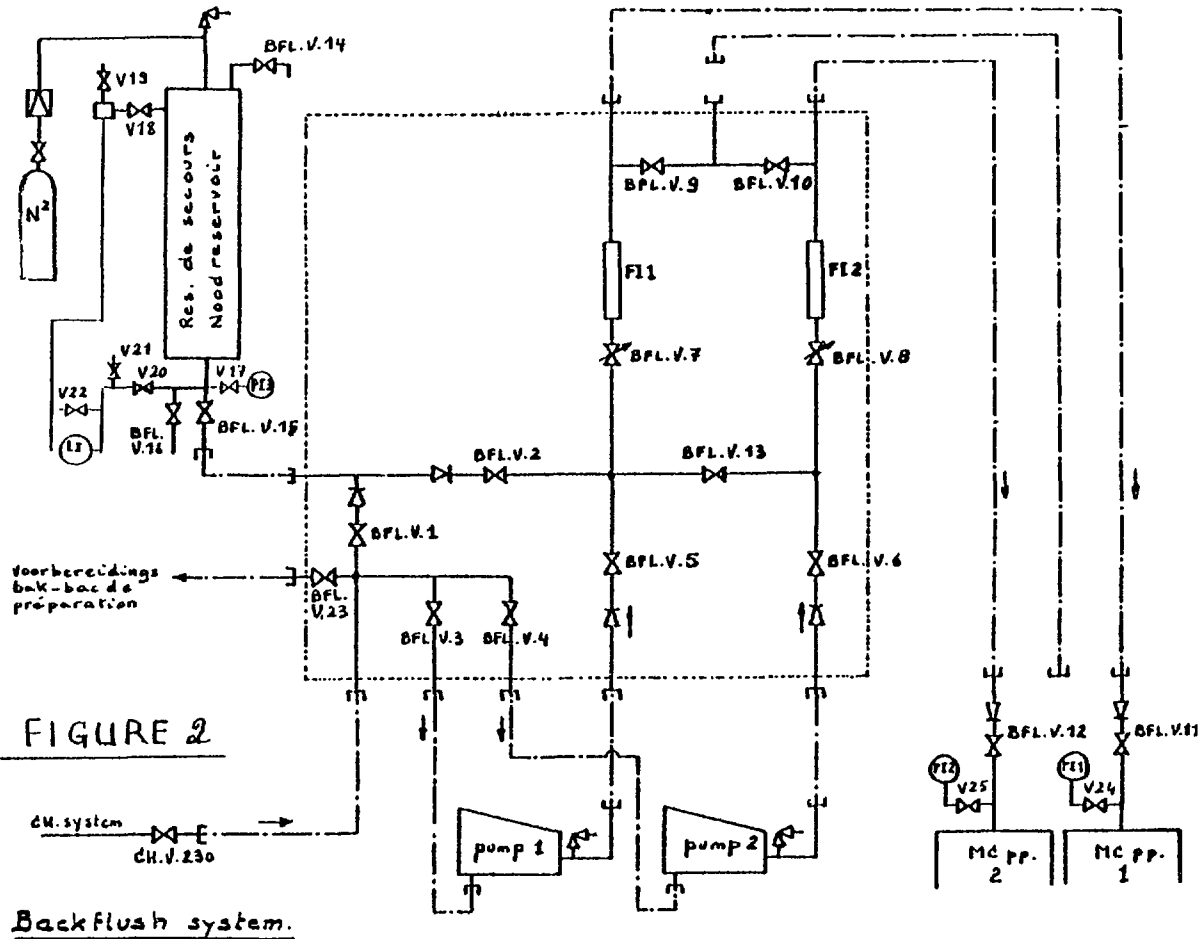 BFL.V.14
V19
V18
N²
Res. de secours
Noodreservoir
BFL.V.9
BFL.V.10
FI1
FI2
BFL.V.7
BFL.V.8
V21
V20
V17
PI3
V22
LI
BFL.
V.16
BFL.V.15
BFL.V.2
BFL.V.13
BFL.V.1
BFL.V.5
BFL.V.6
Voorbereidings
bak-bac de
préparation
BFL.
V.23
BFL.V.3
BFL.V.4
FIGURE 2
BFL.V.12
BFL.V.11
PI2
V25
V24
CH.system
CH.V.230
pump 1
pump 2
MC pp.
2
MC pp.
1
Backflush system.